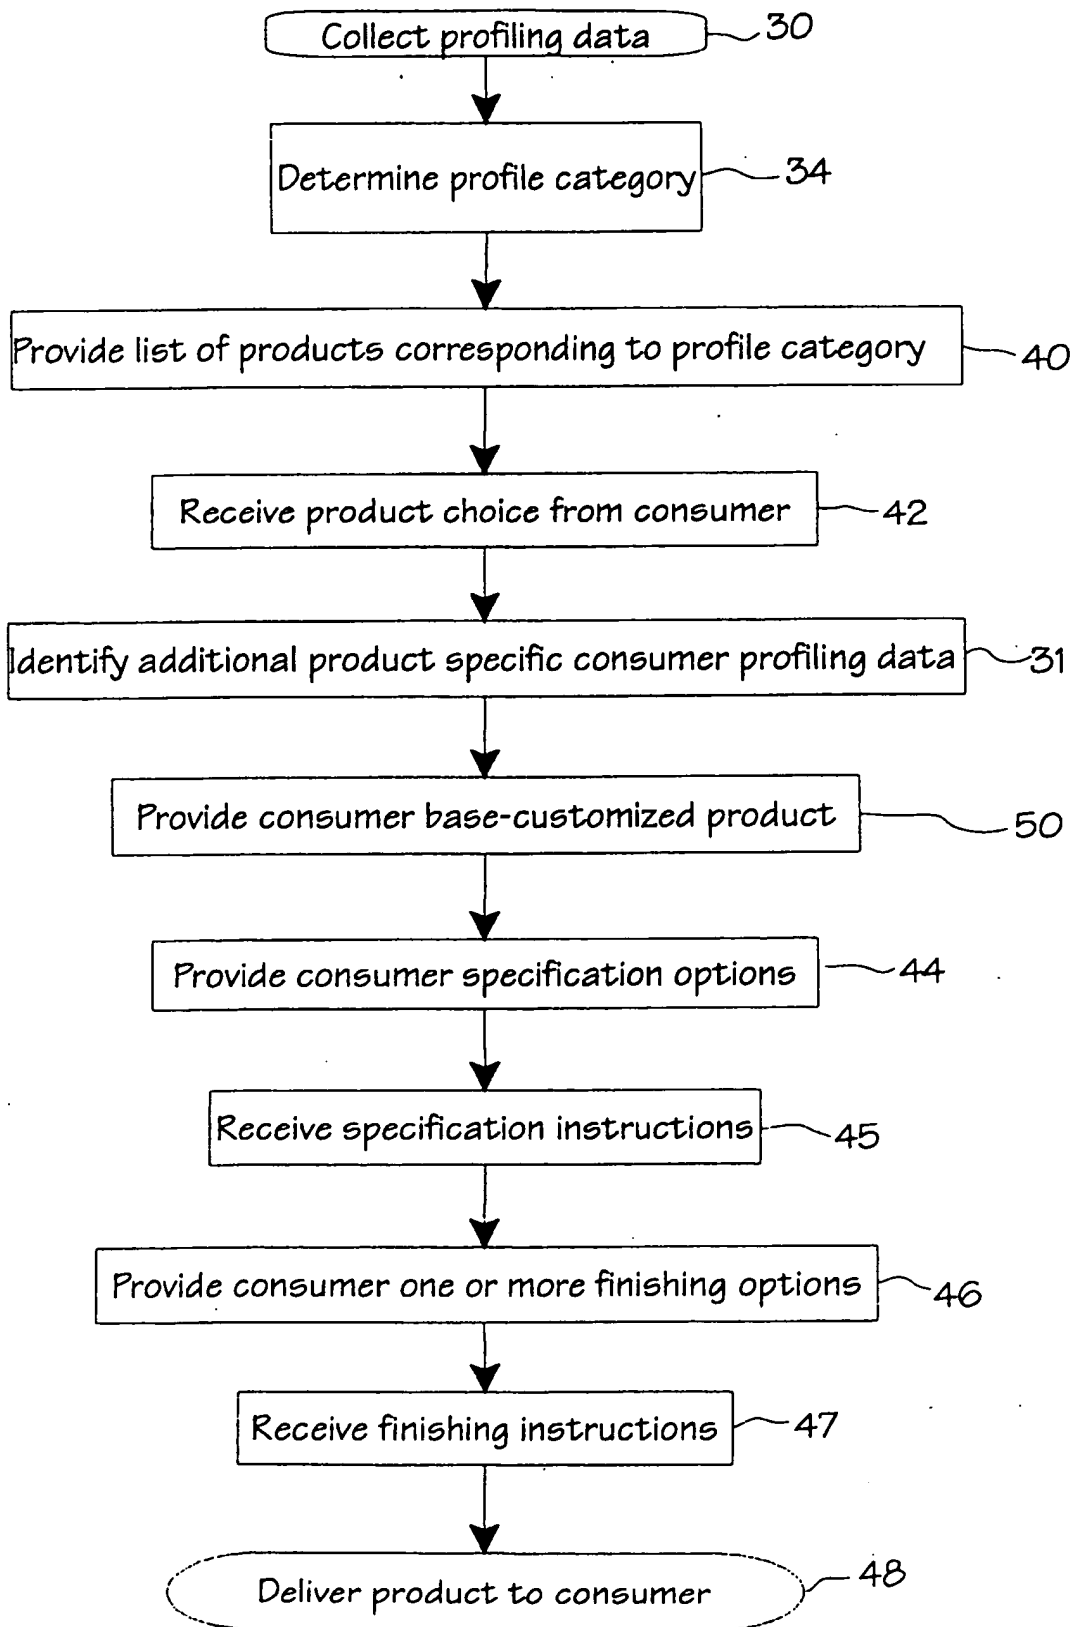 Collect profiling data 30
Determine profile category 34
Provide list of products corresponding to profile category 40
Receive product choice from consumer 42
Identify additional product specific consumer profiling data 31
Provide consumer base-customized product 50
Provide consumer specification options 44
Receive specification instructions 45
Provide consumer one or more finishing options 46
Receive finishing instructions 47
Deliver product to consumer 48